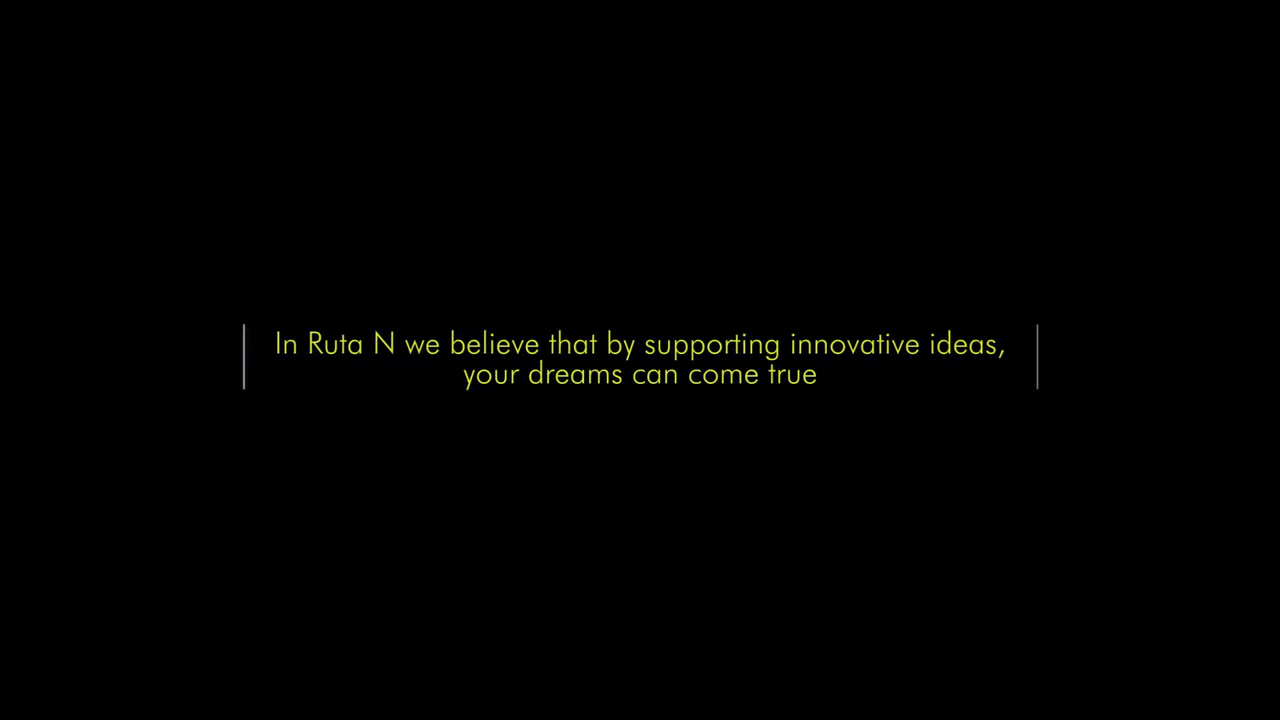 In Ruta N we believe that by supporting innovative ideas,
your dreams can come true